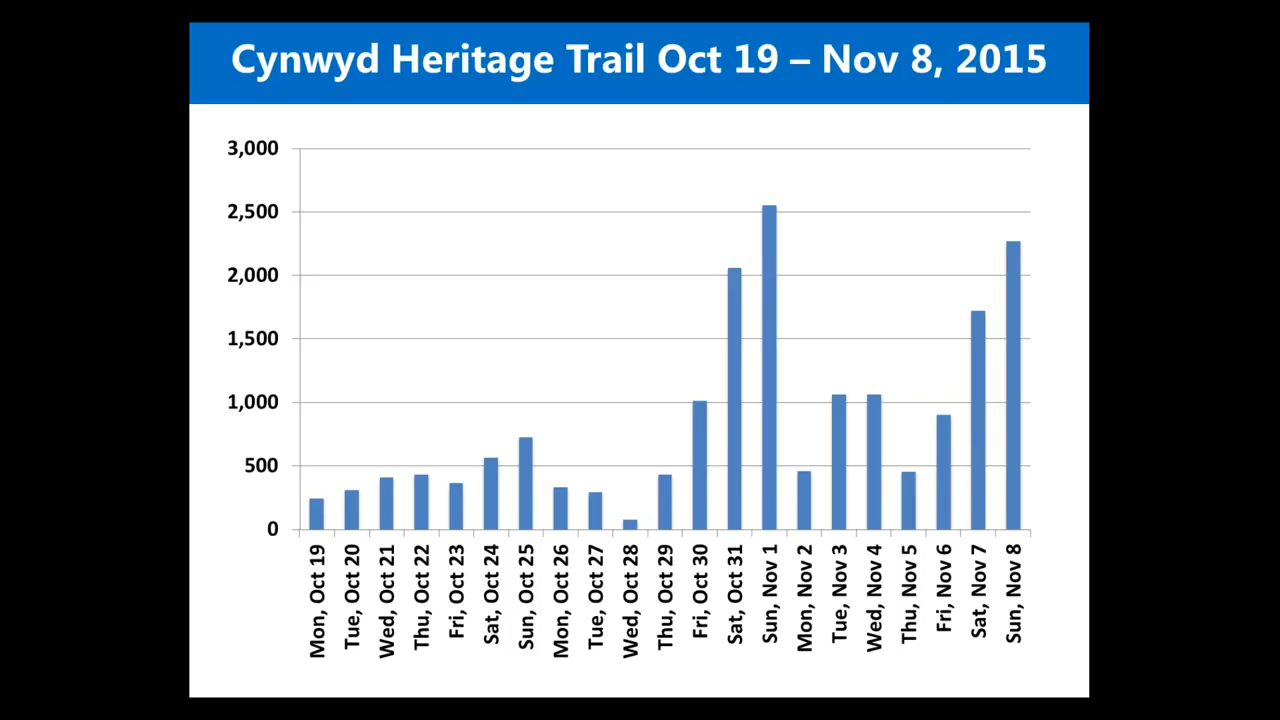 Cynwyd Heritage Trail Oct 19 – Nov 8, 2015
3,000
2,500
2,000
1,500
1,000
500
0
Mon, Oct 19
Tue, Oct 20
Wed, Oct 21
Thu, Oct 22
Fri, Oct 23
Sat, Oct 24
Sun, Oct 25
Mon, Oct 26
Tue, Oct 27
Wed, Oct 28
Thu, Oct 29
Fri, Oct 30
Sat, Oct 31
Sun, Nov 1
Mon, Nov 2
Tue, Nov 3
Wed, Nov 4
Thu, Nov 5
Fri, Nov 6
Sat, Nov 7
Sun, Nov 8